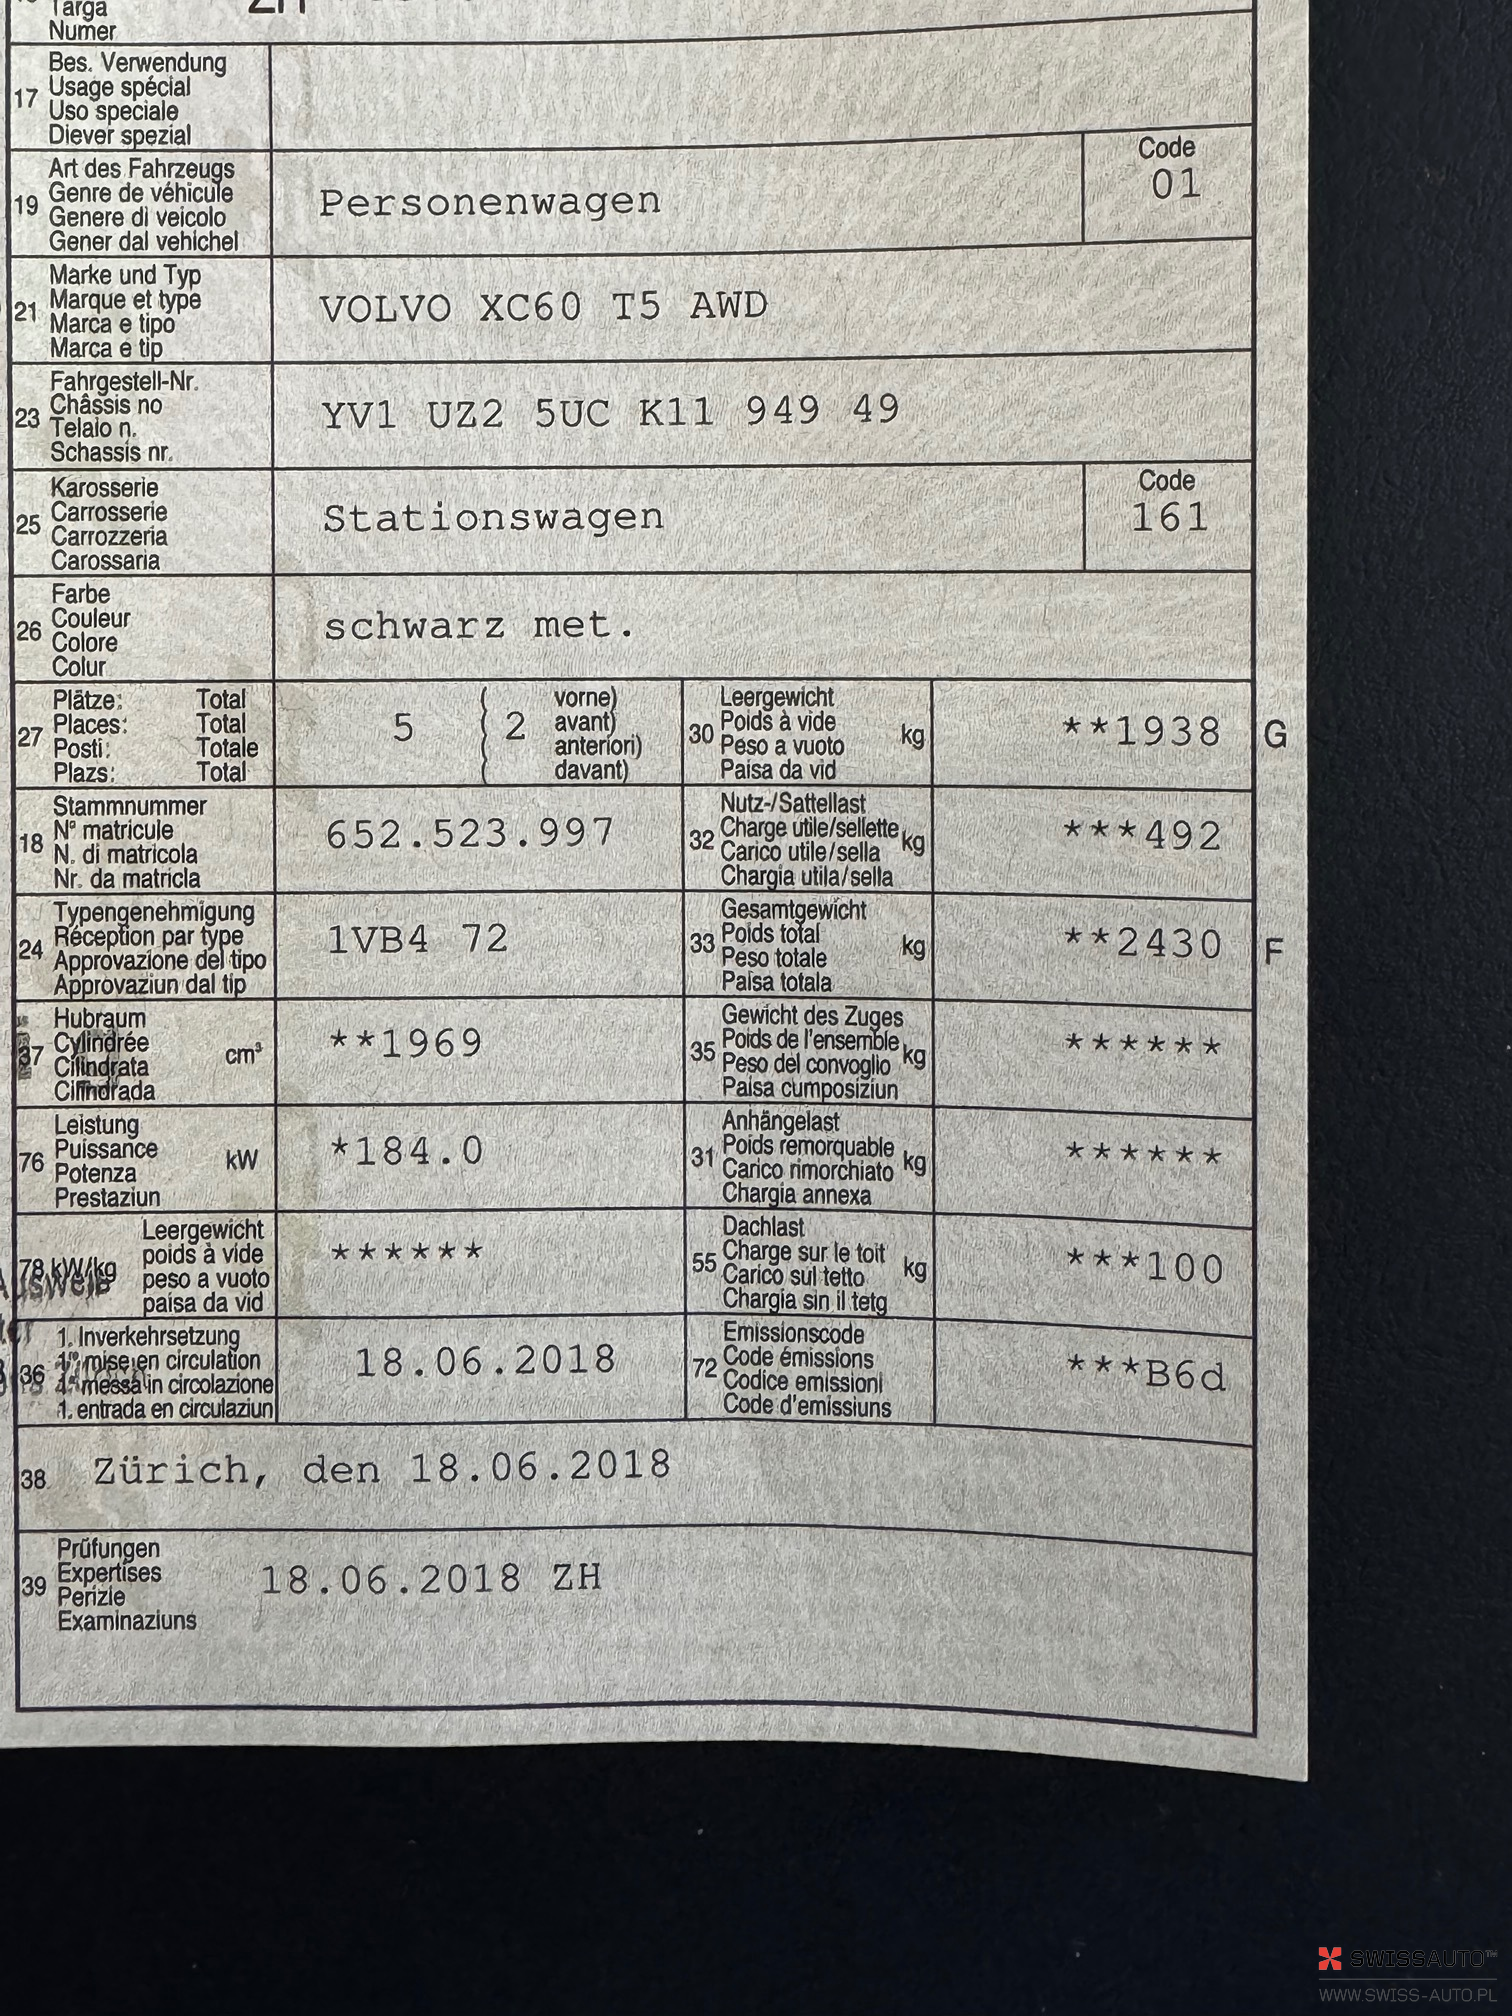 Targa
Numer
17 Bes. Verwendung
Usage spécial
Uso speciale
Diever spezial
19 Art des Fahrzeugs
Genre de véhicule
Genere di veicolo
Gener dal vehichel
Personenwagen
Code
01
21 Marke und Typ
Marque et type
Marca e tipo
Marca e tip
VOLVO XC60 T5 AWD
23 Fahrgestell-Nr.
Châssis no
Telaio n.
Schassis nr.
YV1 UZ2 5UC K11 949 49
25 Karosserie
Carrosserie
Carrozzeria
Carossaria
Stationswagen
Code
161
26 Farbe
Couleur
Colore
Colur
schwarz met.
27 Plätze: Total
Places: Total
Posti: Totale
Plazs: Total
5 { 2
vorne)
avant)
anteriori)
davant)
30 Leergewicht
Poids à vide
Peso a vuoto
Paisa da vid
kg
**1938 G
18 Stammnummer
Nº matricule
N. di matricola
Nr. da matricla
652.523.997
32 Nutz-/Sattellast
Charge utile/sellette
Carico utile/sella
Chargia utila/sella
kg
***492
24 Typengenehmigung
Réception par type
Approvazione del tipo
Approvaziun dal tip
1VB4 72
33 Gesamtgewicht
Poids total
Peso totale
Paisa totala
kg
**2430 F
37 Hubraum
Cylindrée
Cilindrata
Cilindrada
cm³
**1969
35 Gewicht des Zuges
Poids de l'ensemble
Peso del convoglio
Paisa cumposiziun
kg
******
76 Leistung
Puissance
Potenza
Prestaziun
kW
*184.0
31 Anhängelast
Poids remorquable
Carico rimorchiato
Chargia annexa
kg
******
78 kW/kg
Leergewicht
poids à vide
peso a vuoto
paisa da vid
******
55 Dachlast
Charge sur le toit
Carico sul tetto
Chargia sin il tetg
kg
***100
36 1. Inverkehrsetzung
1re mise en circulation
1a messa in circolazione
1. entrada en circulaziun
18.06.2018
72 Emissionscode
Code émissions
Codice emissioni
Code d'emissiuns
***B6d
38 Zürich, den 18.06.2018
39 Prüfungen
Expertises
Perizie
Examinaziuns
18.06.2018 ZH
SWISSAUTO™
WWW.SWISS-AUTO.PL